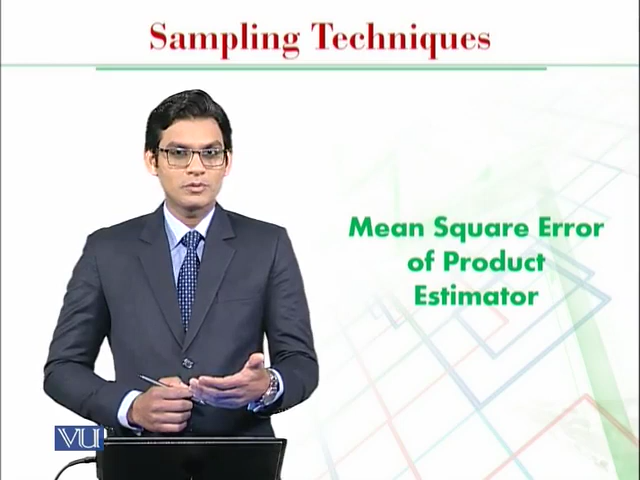 Sampling Techniques
Mean Square Error
of Product
Estimator
VU